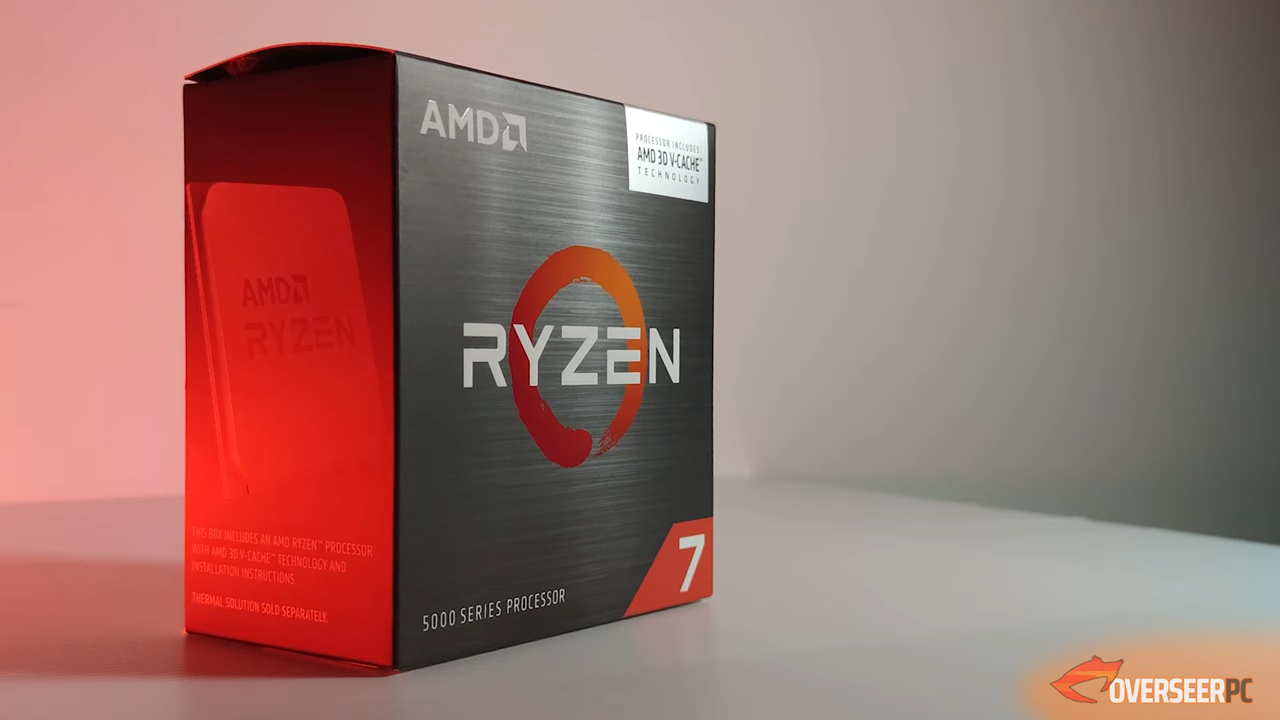 AMD
PROCESSOR INCLUDES
AMD 3D V-CACHE™
TECHNOLOGY
RYZEN
7
5000 SERIES PROCESSOR
AMD
RYZEN
THIS BOX INCLUDES AN AMD RYZEN™ PROCESSOR
WITH AMD 3D V-CACHE™ TECHNOLOGY AND
INSTALLATION INSTRUCTIONS
THERMAL SOLUTION SOLD SEPARATELY.
OVERSEERPC